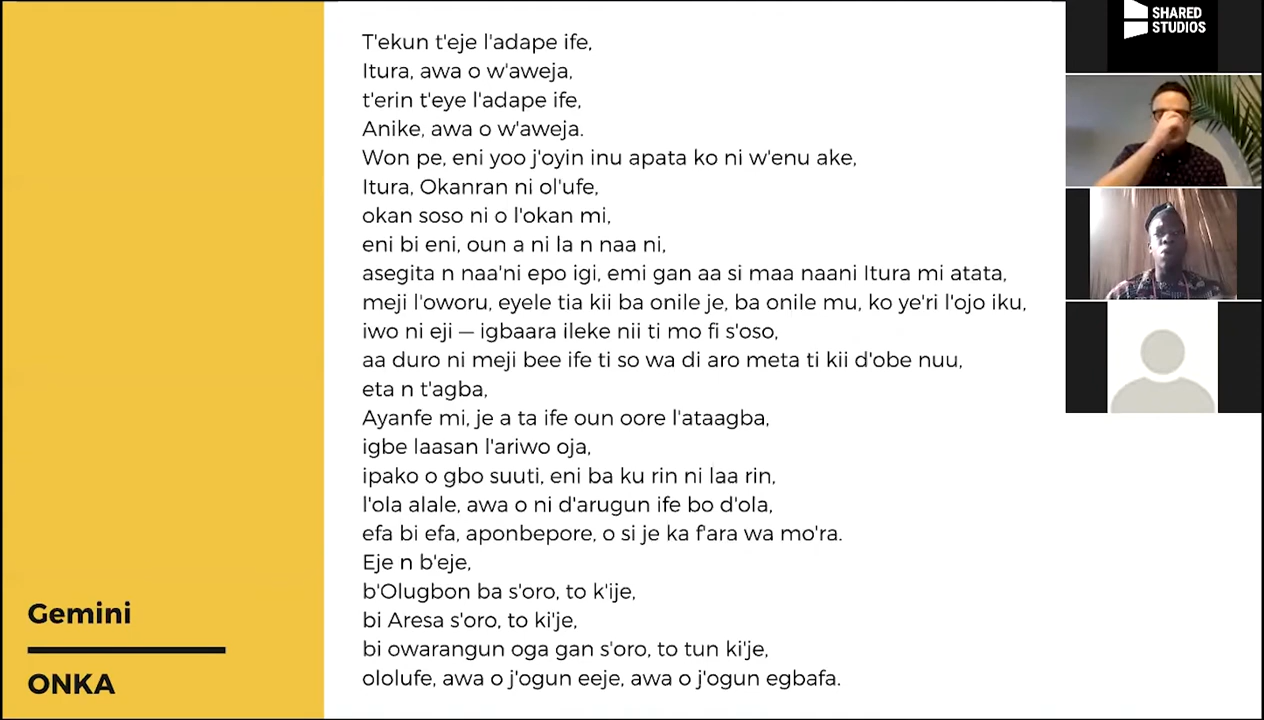 T'ekun t'eje l'adape ife,
Itura, awa o w'aweja,
t'erin t'eye l'adape ife,
Anike, awa o w'aweja.
Won pe, eni yoo j'oyin inu apata ko ni w'enu ake,
Itura, Okanran ni ol'ufe,
okan soso ni o l'okan mi,
eni bi eni, oun a ni la n naa ni,
asegita n naa'ni epo igi, emi gan aa si maa naani Itura mi atata,
meji l'oworu, eyele tia kii ba onile je, ba onile mu, ko ye'ri l'ojo iku,
iwo ni eji — igbaara ileke nii ti mo fi s'oso,
aa duro ni meji bee ife ti so wa di aro meta ti kii d'obe nuu,
eta n t'agba,
Ayanfe mi, je a ta ife oun oore l'ataagba,
igbe laasan l'ariwo oja,
ipako o gbo suuti, eni ba ku rin ni laa rin,
l'ola alale, awa o ni d'arugun ife bo d'ola,
efa bi efa, aponbepore, o si je ka f'ara wa mo'ra.
Eje n b'eje,
b'Olugbon ba s'oro, to k'ije,
bi Aresa s'oro, to ki'je,
bi owarangun oga gan s'oro, to tun ki'je,
ololufe, awa o j'ogun eeje, awa o j'ogun egbafa.
Gemini
ONKA
SHARED
STUDIOS